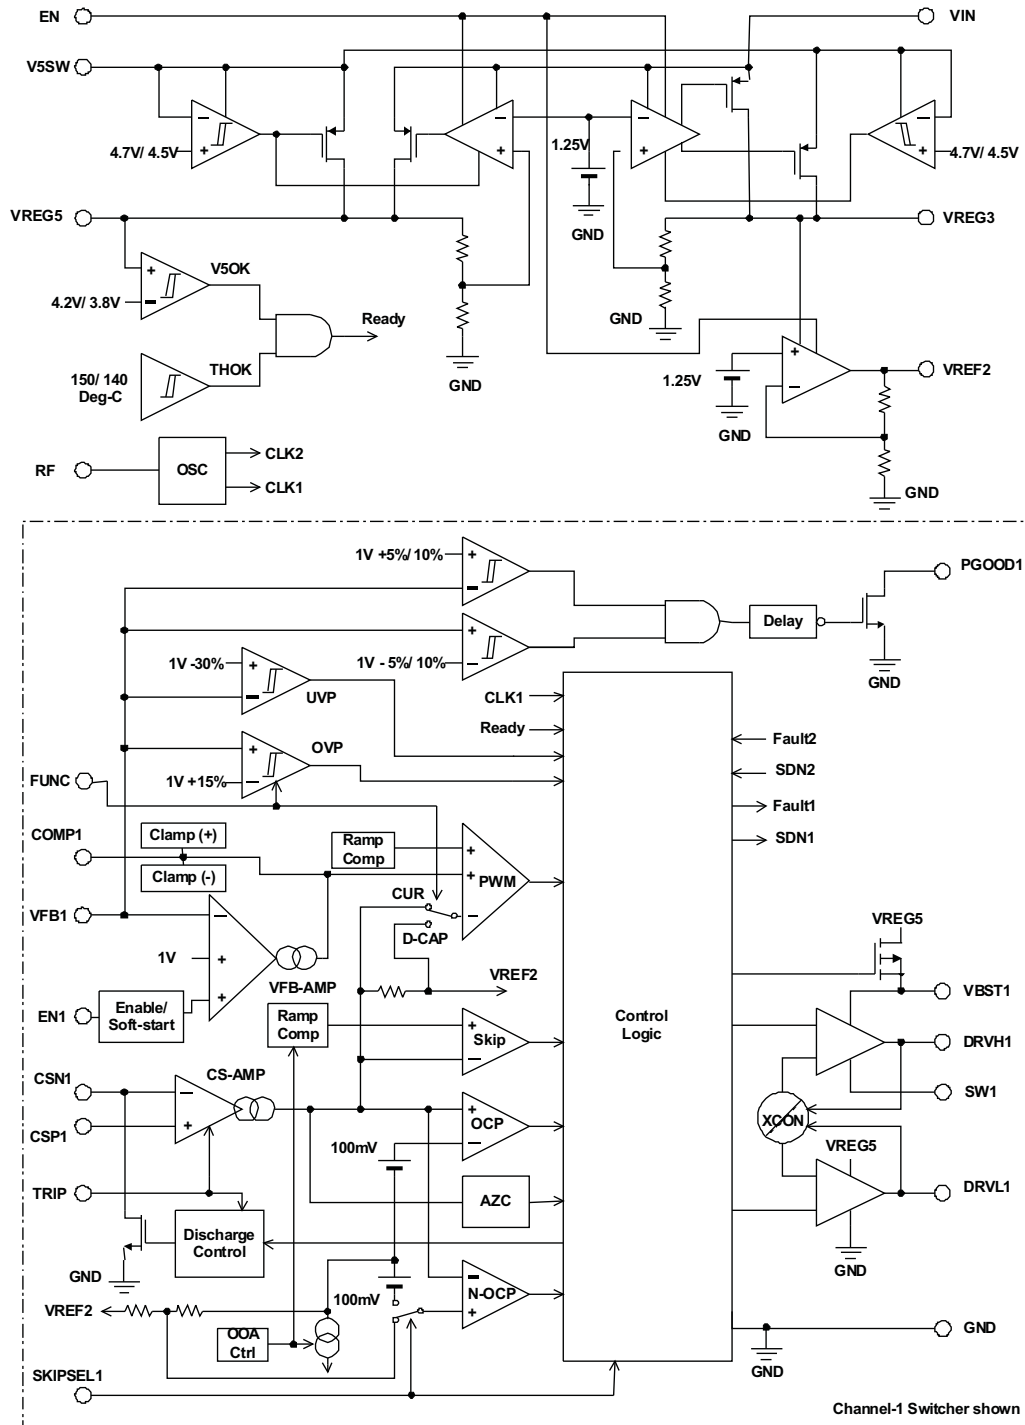 EN
VIN
V5SW
4.7V/ 4.5V
1.25V
4.7V/ 4.5V
VREG5
VREG3
GND
V5OK
4.2V/ 3.8V
Ready
GND
THOK
150/ 140
Deg-C
GND
1.25V
VREF2
GND
RF
OSC
CLK2
CLK1
GND
1V +5%/ 10%
PGOOD1
Delay
1V -30%
1V - 5%/ 10%
GND
UVP
CLK1
Ready
OVP
Fault2
FUNC
1V +15%
SDN2
Fault1
COMP1
Clamp (+)
Ramp
Comp
SDN1
Clamp (-)
PWM
CUR
VFB1
VREG5
D-CAP
1V
VREF2
VFB-AMP
VBST1
EN1
Enable/
Soft-start
Ramp
Comp
Control
Logic
Skip
DRVH1
CSN1
CS-AMP
SW1
OCP
XCON
CSP1
100mV
VREG5
TRIP
AZC
DRVL1
Discharge
Control
GND
GND
100mV
N-OCP
VREF2
OOA
Ctrl
GND
GND
SKIPSEL1
Channel-1 Switcher shown